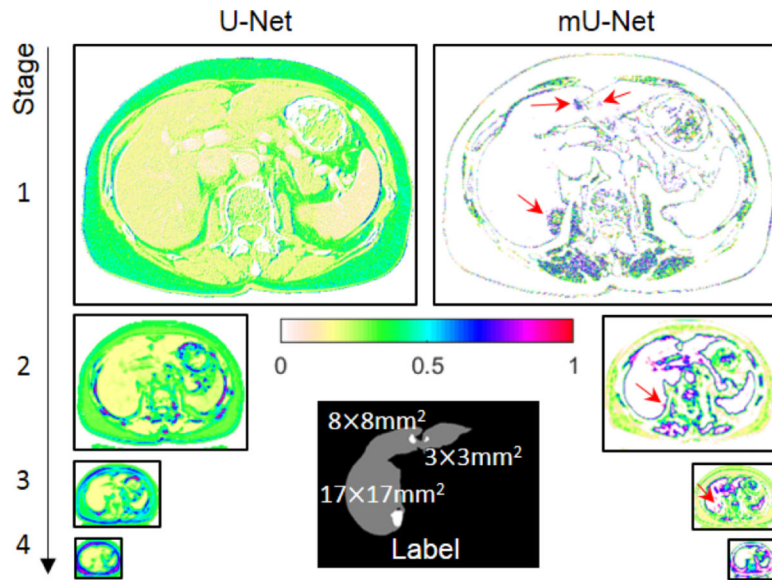 U-Net
mU-Net
Stage
1
2
0
0.5
1
8×8mm²
3×3mm²
3
17×17mm²
4
Label